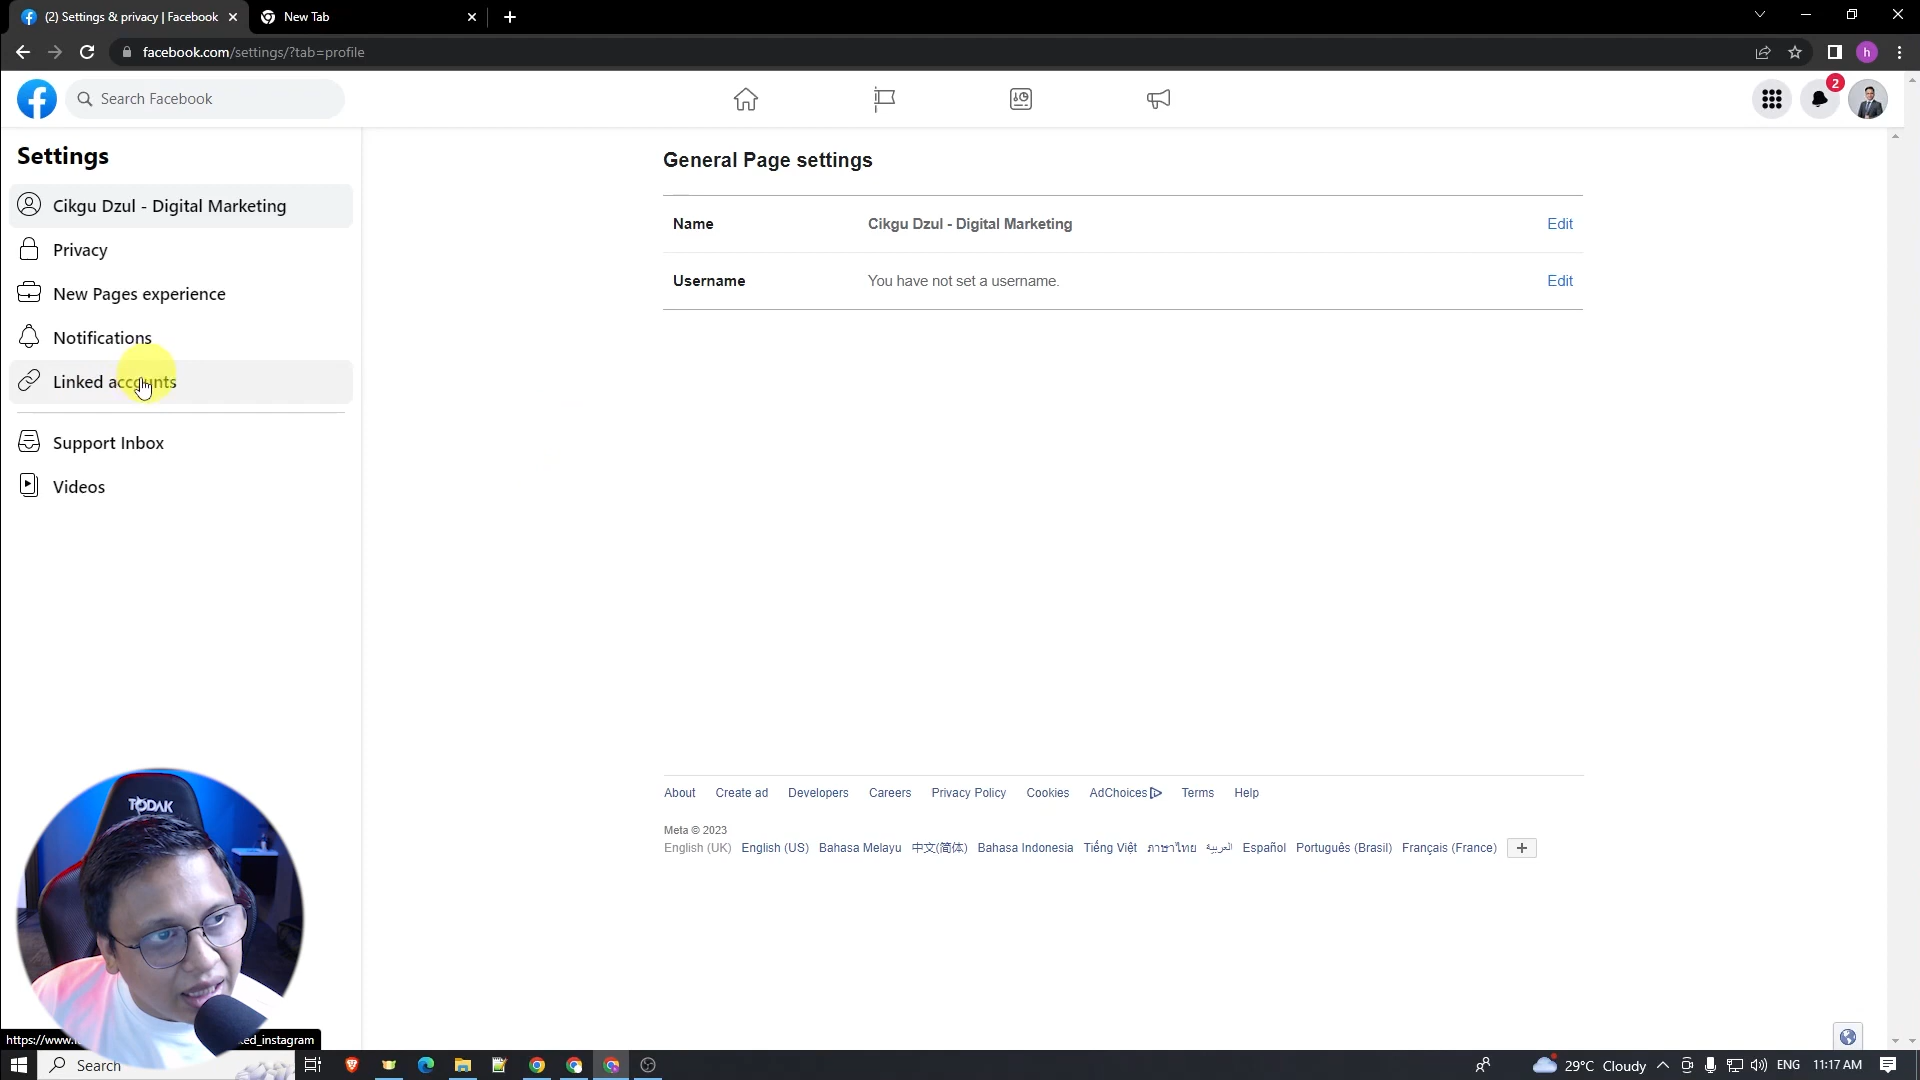 (2) Settings & privacy | Facebook
New Tab
facebook.com/settings/?tab=profile
h
Search Facebook
2
Settings
Cikgu Dzul - Digital Marketing
Privacy
New Pages experience
Notifications
Linked accounts
Support Inbox
Videos
General Page settings
Name Cikgu Dzul - Digital Marketing Edit
Username You have not set a username. Edit
About Create ad Developers Careers Privacy Policy Cookies AdChoices Terms Help
Meta © 2023
English (UK) English (US) Bahasa Melayu 中文(简体) Bahasa Indonesia Tiếng Việt ภาษาไทย العربية Español Português (Brasil) Français (France)
TODAK
https://www. ed_instagram
Search
29°C Cloudy ENG 11:17 AM